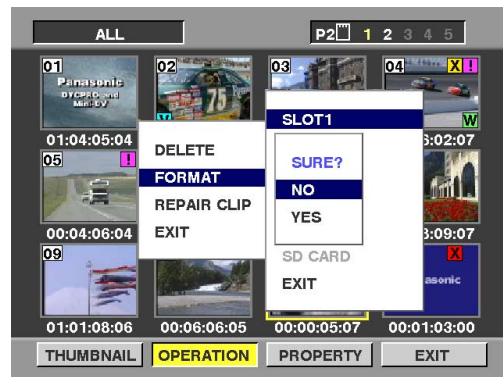 ALL
P2 1 2 3 4 5
01
02
03
04 X !
Panasonic
DVCPRO and
Mini-DV
75
W
01:04:05:04
6:02:07
05 !
DELETE
FORMAT
REPAIR CLIP
EXIT
SLOT1
SURE?
NO
YES
SD CARD
EXIT
00:04:06:04
3:09:07
09
X
asonic
01:01:08:06
00:06:06:05
00:00:05:07
00:01:03:00
THUMBNAIL
OPERATION
PROPERTY
EXIT